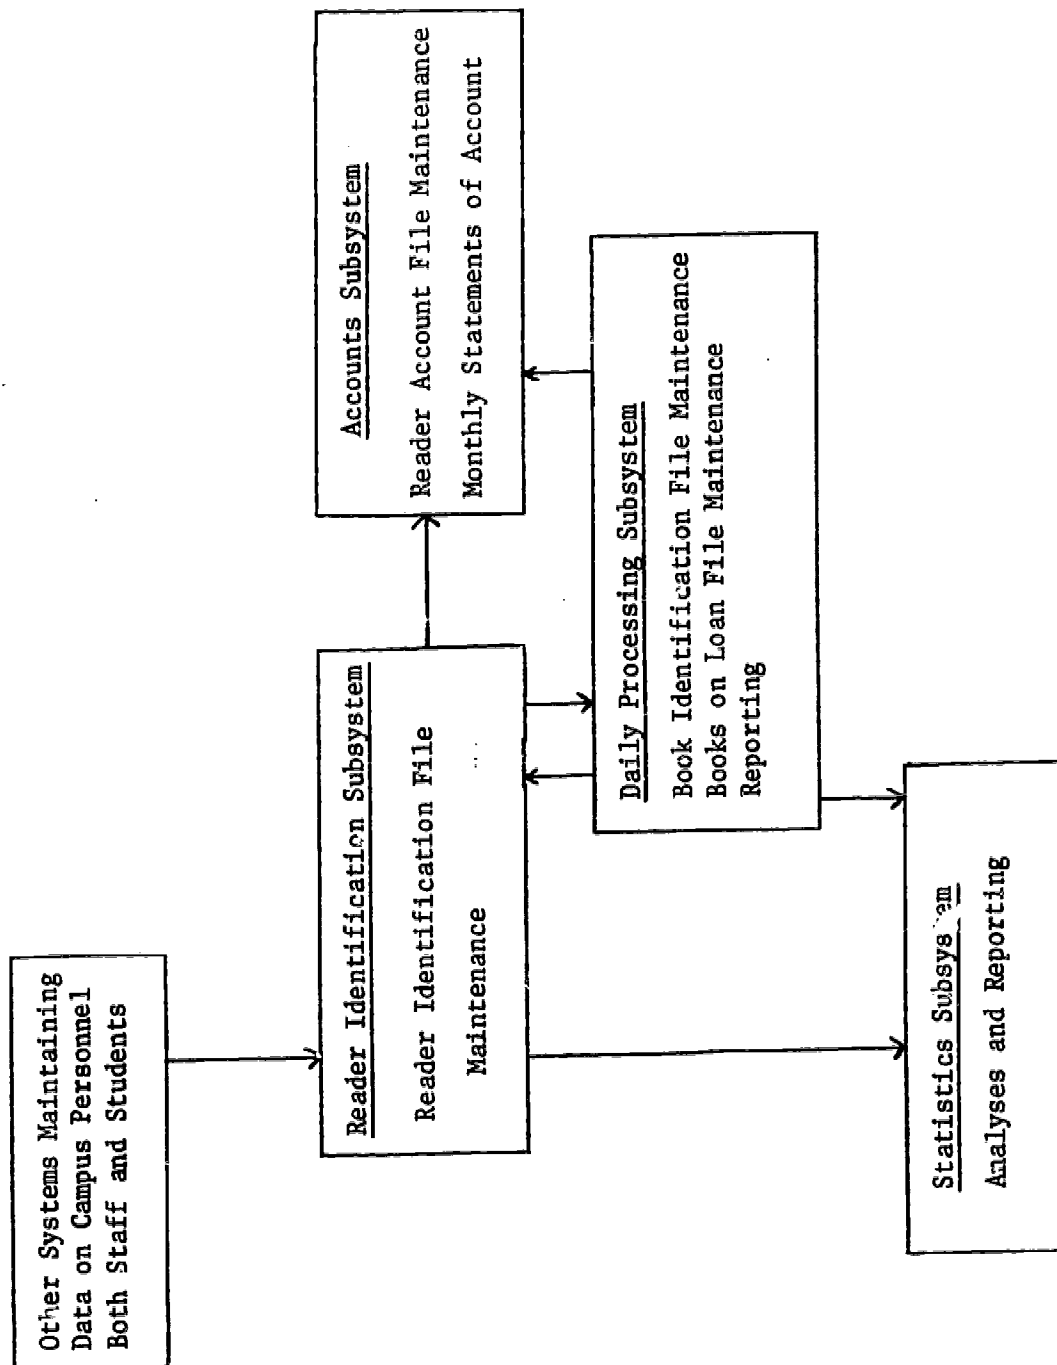 Other Systems Maintaining
Data on Campus Personnel
Both Staff and Students
Reader Identification Subsystem
Reader Identification File
Maintenance
Accounts Subsystem
Reader Account File Maintenance
Monthly Statements of Account
Daily Processing Subsystem
Book Identification File Maintenance
Books on Loan File Maintenance
Reporting
Statistics Subsystem
Analyses and Reporting